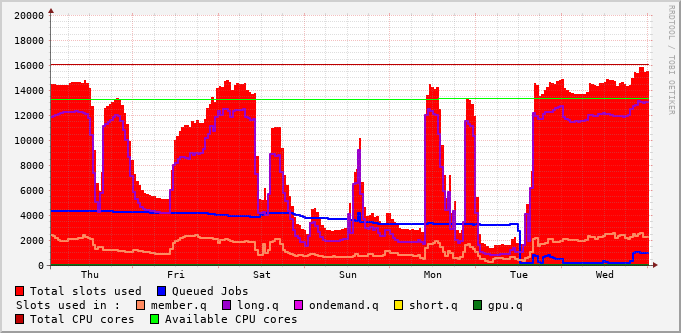 20000
18000
16000
14000
12000
10000
8000
6000
4000
2000
0
Thu Fri Sat Sun Mon Tue Wed
RRDTOOL / TOBI OETIKER
Total slots used Queued Jobs
Slots used in : member.q long.q ondemand.q short.q gpu.q
Total CPU cores Available CPU cores